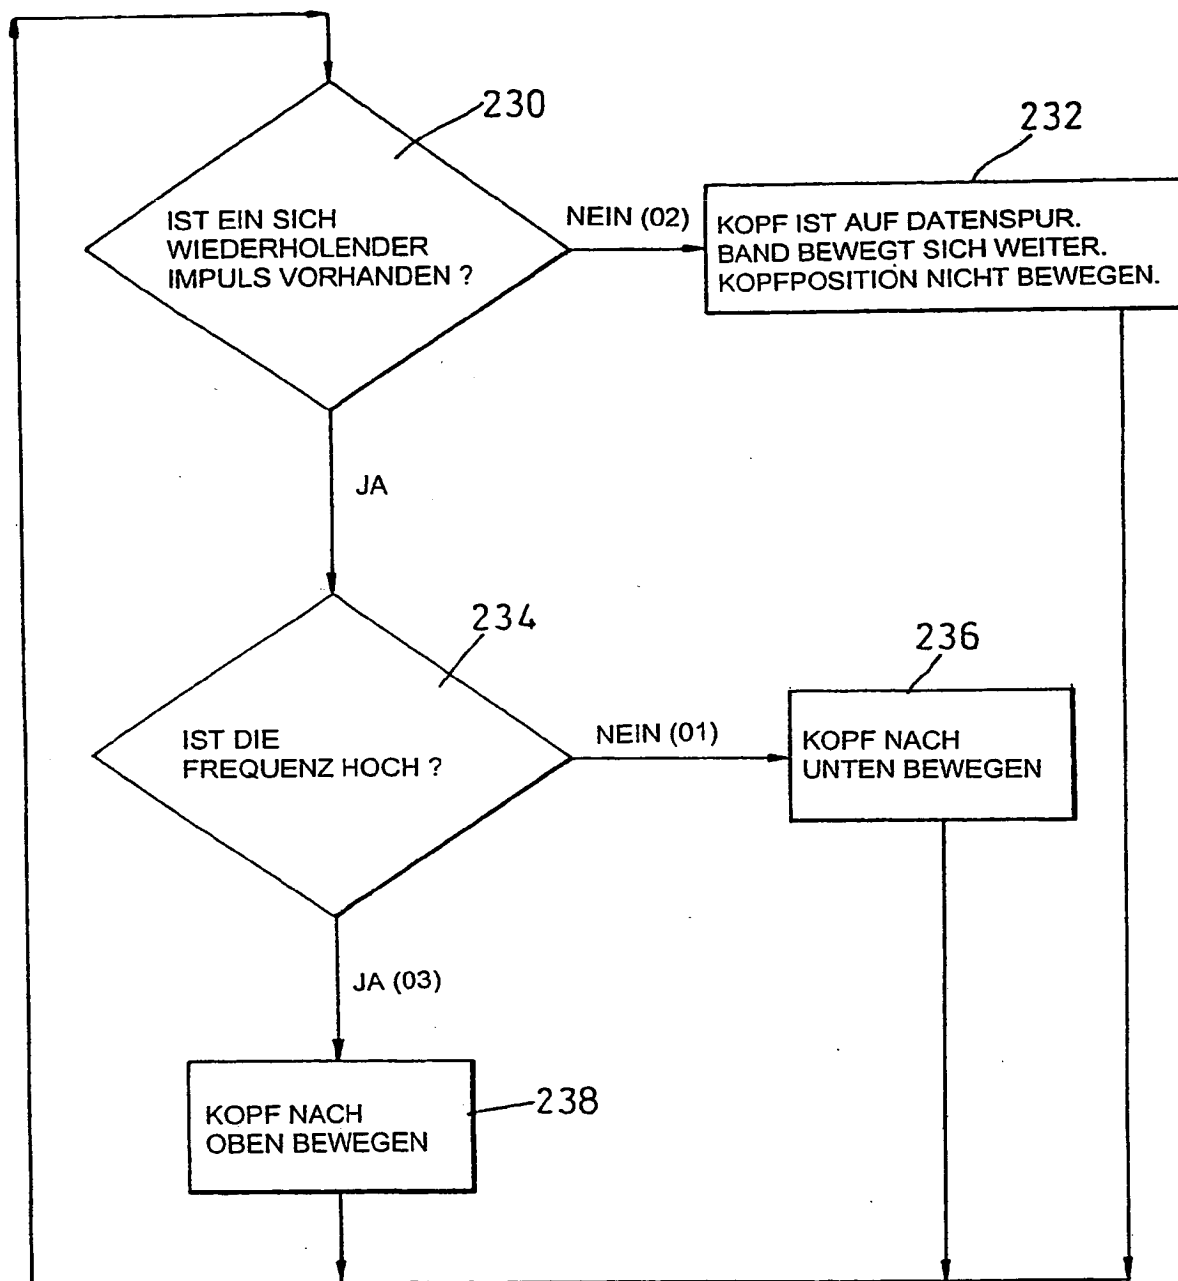 230
IST EIN SICH
WIEDERHOLENDER
IMPULS VORHANDEN ?
NEIN (02)
232
KOPF IST AUF DATENSPUR.
BAND BEWEGT SICH WEITER.
KOPFPOSITION NICHT BEWEGEN.
JA
234
IST DIE
FREQUENZ HOCH ?
NEIN (01)
236
KOPF NACH
UNTEN BEWEGEN
JA (03)
238
KOPF NACH
OBEN BEWEGEN